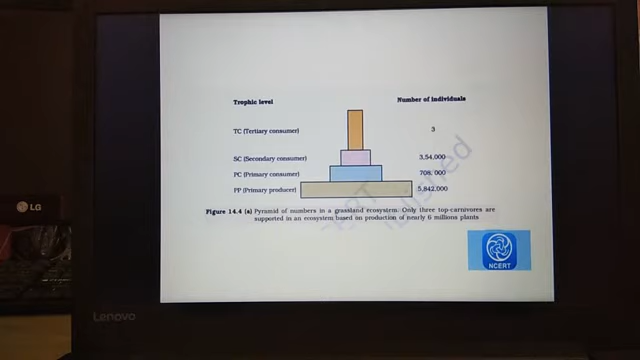 Trophic level Number of individuals
TC (Tertiary consumer) 3
SC (Secondary consumer) 3,54,000
PC (Primary consumer) 708,000
PP (Primary producer) 5,842,000
Figure 14.4 (a) Pyramid of numbers in a grassland ecosystem. Only three top-carnivores are
supported in an ecosystem based on production of nearly 6 millions plants
NCERT
LG
Lenovo